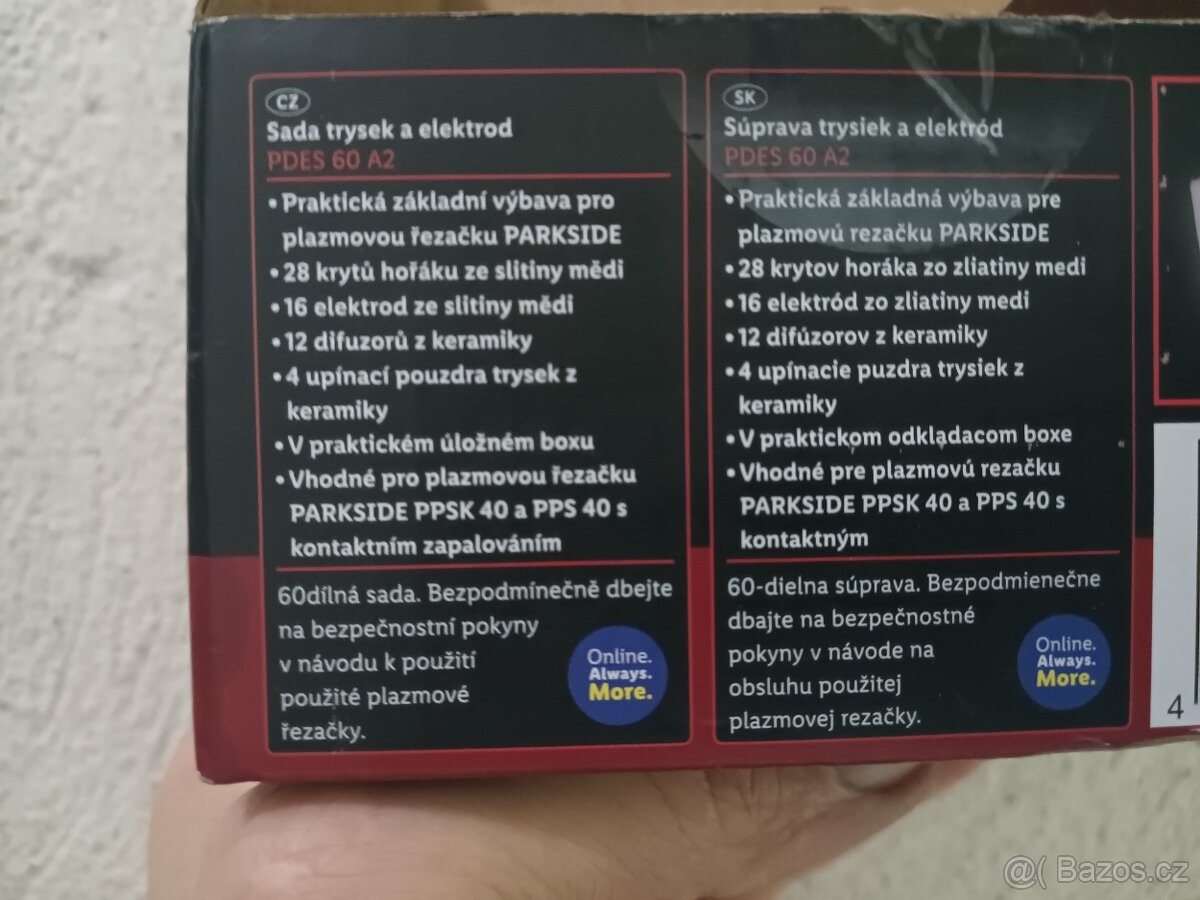 CZ
Sada trysek a elektrod
PDES 60 A2
• Praktická základní výbava pro
plazmovou řezačku PARKSIDE
• 28 krytů hořáku ze slitiny mědi
• 16 elektrod ze slitiny mědi
• 12 difuzorů z keramiky
• 4 upínací pouzdra trysek z
keramiky
• V praktickém úložném boxu
• Vhodné pro plazmovou řezačku
PARKSIDE PPSK 40 a PPS 40 s
kontaktním zapalováním
60dílná sada. Bezpodmínečně dbejte
na bezpečnostní pokyny
v návodu k použití
použité plazmové
řezačky.
Online.
Always.
More.
SK
Súprava trysiek a elektród
PDES 60 A2
• Praktická základná výbava pre
plazmovú rezačku PARKSIDE
• 28 krytov horáka zo zliatiny medi
• 16 elektród zo zliatiny medi
• 12 difúzorov z keramiky
• 4 upínacie puzdra trysiek z
keramiky
• V praktickom odkladacom boxe
• Vhodné pre plazmovú rezačku
PARKSIDE PPSK 40 a PPS 40 s
kontaktným
60-dielna súprava. Bezpodmienečne
dbajte na bezpečnostné
pokyny v návode na
obsluhu použitej
plazmovej rezačky.
Online.
Always.
More.
4
@( Bazos.cz